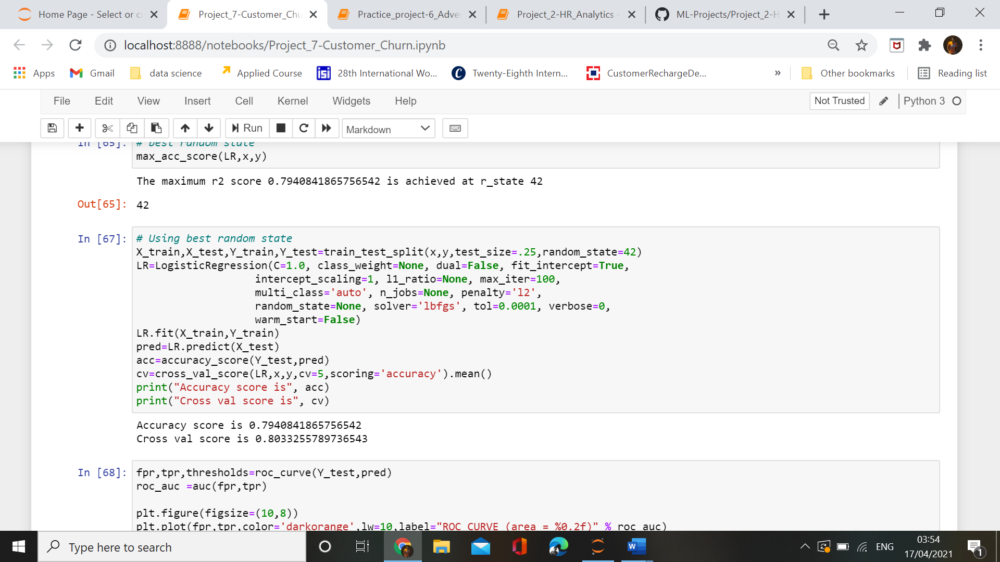 Home Page - Select or c
Project_7-Customer_Chu
Practice_project-6_Adve
Project_2-HR_Analytics -
ML-Projects/Project_2-H
localhost:8888/notebooks/Project_7-Customer_Churn.ipynb
Apps
Gmail
data science
Applied Course
28th International Wo...
Twenty-Eighth Intern...
CustomerRechargeDe...
»
Other bookmarks
Reading list
File
Edit
View
Insert
Cell
Kernel
Widgets
Help
Not Trusted
Python 3
Run
Markdown
In [65]: # best random state
max_acc_score(LR,x,y)
The maximum r2 score 0.7940841865756542 is achieved at r_state 42
Out[65]: 42
In [67]: # Using best random state
X_train,X_test,Y_train,Y_test=train_test_split(x,y,test_size=.25,random_state=42)
LR=LogisticRegression(C=1.0, class_weight=None, dual=False, fit_intercept=True,
intercept_scaling=1, l1_ratio=None, max_iter=100,
multi_class='auto', n_jobs=None, penalty='l2',
random_state=None, solver='lbfgs', tol=0.0001, verbose=0,
warm_start=False)
LR.fit(X_train,Y_train)
pred=LR.predict(X_test)
acc=accuracy_score(Y_test,pred)
cv=cross_val_score(LR,x,y,cv=5,scoring='accuracy').mean()
print("Accuracy score is", acc)
print("Cross val score is", cv)
Accuracy score is 0.7940841865756542
Cross val score is 0.8033255789736543
In [68]: fpr,tpr,thresholds=roc_curve(Y_test,pred)
roc_auc =auc(fpr,tpr)
plt.figure(figsize=(10,8))
plt.plot(fpr,tpr,color='darkorange',lw=10,label="ROC CURVE (area = %0.2f)" % roc_auc)
Type here to search
ENG
03:54
17/04/2021
1